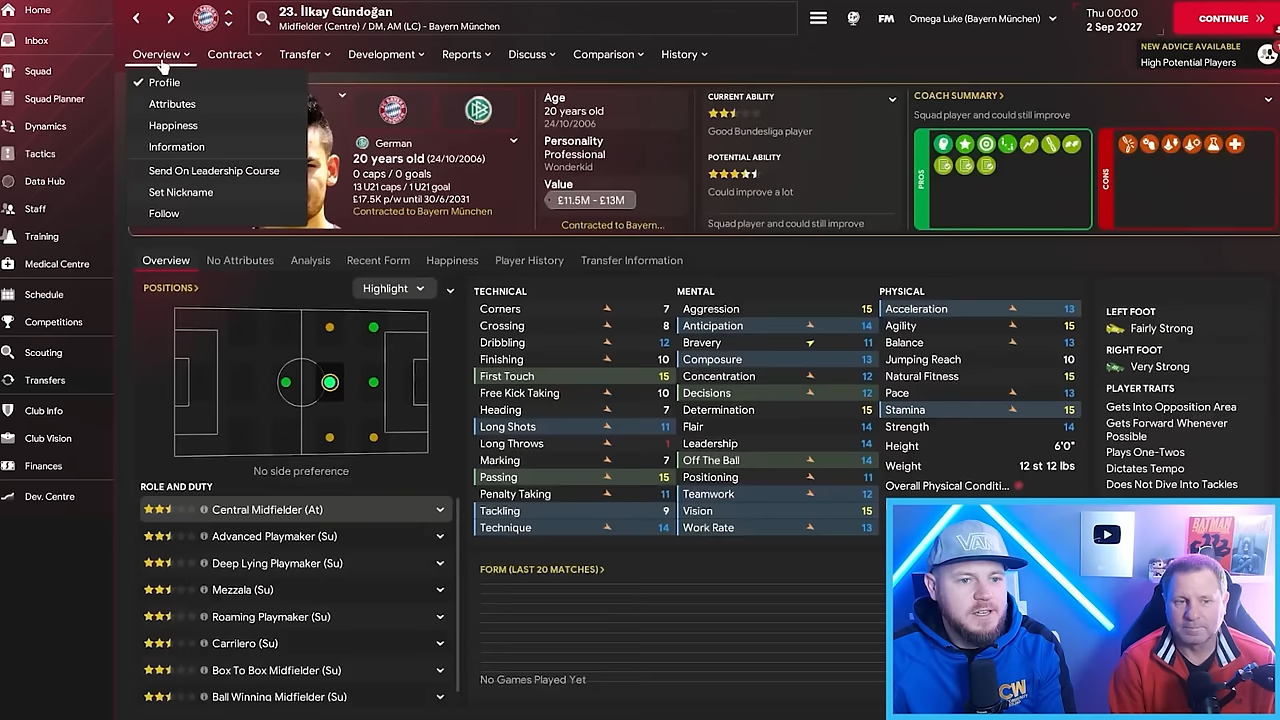 Home
Inbox
Squad
Squad Planner
Dynamics
Tactics
Data Hub
Staff
Training
Medical Centre
Schedule
Competitions
Scouting
Transfers
Club Info
Club Vision
Finances
Dev. Centre
23. İlkay Gündoğan
Midfielder (Centre) / DM, AM (LC) - Bayern München
FM
Omega Luke (Bayern München)
Thu 00:00
2 Sep 2027
CONTINUE
NEW ADVICE AVAILABLE
High Potential Players
Overview Contract Transfer Development Reports Discuss Comparison History
Profile
Attributes
Happiness
Information
Send On Leadership Course
Set Nickname
Follow
German
20 years old (24/10/2006)
0 caps / 0 goals
13 U21 caps / 1 U21 goal
£17.5K p/w until 30/6/2031
Contracted to Bayern München
Age
20 years old
24/10/2006
Personality
Professional
Wonderkid
Value
£11.5M - £13M
Contracted to Bayern...
CURRENT ABILITY
Good Bundesliga player
POTENTIAL ABILITY
Could improve a lot
Squad player and could still improve
COACH SUMMARY >
Squad player and could still improve
PROS
CONS
Overview No Attributes Analysis Recent Form Happiness Player History Transfer Information
POSITIONS >
Highlight
No side preference
ROLE AND DUTY
Central Midfielder (At)
Advanced Playmaker (Su)
Deep Lying Playmaker (Su)
Mezzala (Su)
Roaming Playmaker (Su)
Carrilero (Su)
Box To Box Midfielder (Su)
Ball Winning Midfielder (Su)
TECHNICAL
Corners 7
Crossing 8
Dribbling 12
Finishing 10
First Touch 15
Free Kick Taking 10
Heading 7
Long Shots 11
Long Throws 1
Marking 7
Passing 15
Penalty Taking 11
Tackling 9
Technique 14
MENTAL
Aggression 15
Anticipation 14
Bravery 11
Composure 13
Concentration 12
Decisions 12
Determination 15
Flair 14
Leadership 14
Off The Ball 14
Positioning 11
Teamwork 12
Vision 15
Work Rate 13
PHYSICAL
Acceleration 13
Agility 15
Balance 13
Jumping Reach 10
Natural Fitness 15
Pace 13
Stamina 15
Strength 14
Height 6'0"
Weight 12 st 12 lbs
Overall Physical Conditi...
LEFT FOOT
Fairly Strong
RIGHT FOOT
Very Strong
PLAYER TRAITS
Gets Into Opposition Area
Gets Forward Whenever
Possible
Plays One-Twos
Dictates Tempo
Does Not Dive Into Tackles
FORM (LAST 20 MATCHES) >
No Games Played Yet
VANS
BATMAN
CW